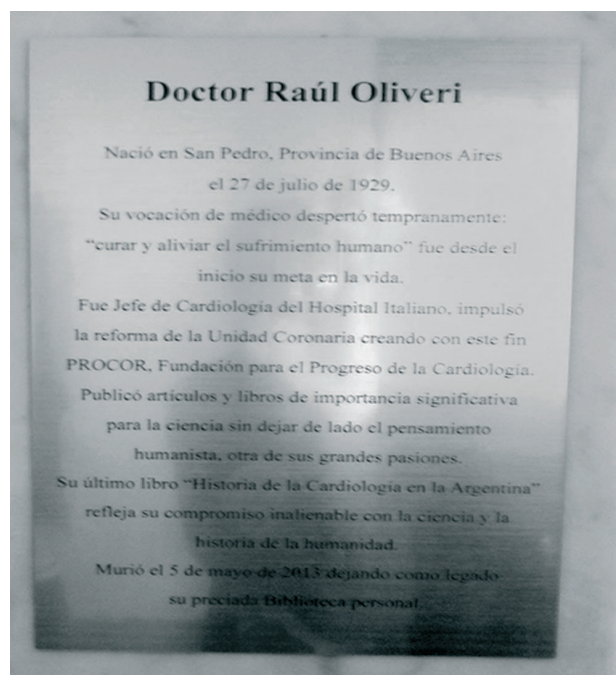 Doctor Raúl Oliveri
Nació en San Pedro, Provincia de Buenos Aires
el 27 de julio de 1929.
Su vocación de médico despertó tempranamente:
“curar y aliviar el sufrimiento humano” fue desde el
inicio su meta en la vida.
Fue Jefe de Cardiología del Hospital Italiano, impulsó
la reforma de la Unidad Coronaria creando con este fin
PROCOR, Fundación para el Progreso de la Cardiología.
Publicó artículos y libros de importancia significativa
para la ciencia sin dejar de lado el pensamiento
humanista, otra de sus grandes pasiones.
Su último libro “Historia de la Cardiología en la Argentina”
refleja su compromiso inalienable con la ciencia y la
historia de la humanidad.
Murió el 5 de mayo de 2013 dejando como legado
su preciada Biblioteca personal.